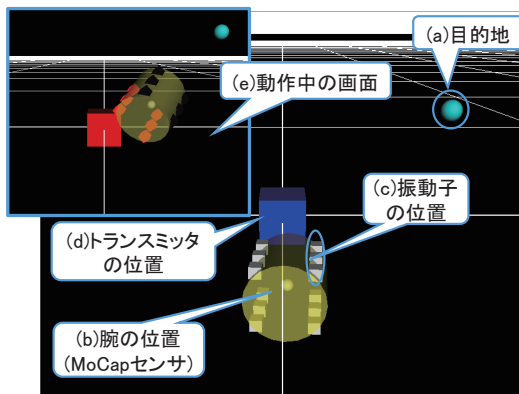 (a)目的地
(e)動作中の画面
(c)振動子
の位置
(d)トランスミッタ
の位置
(b)腕の位置
(MoCapセンサ)